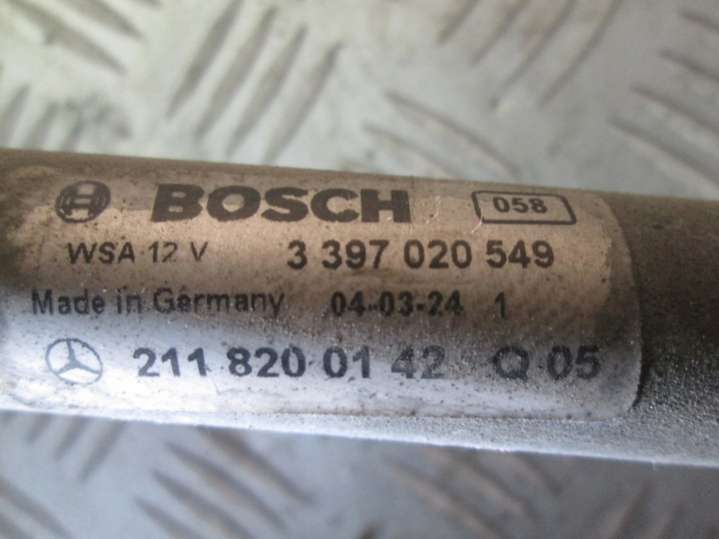 BOSCH 058
WSA 12 V 3 397 020 549
Made in Germany 04-03-24 1
211 820 01 42 Q 05